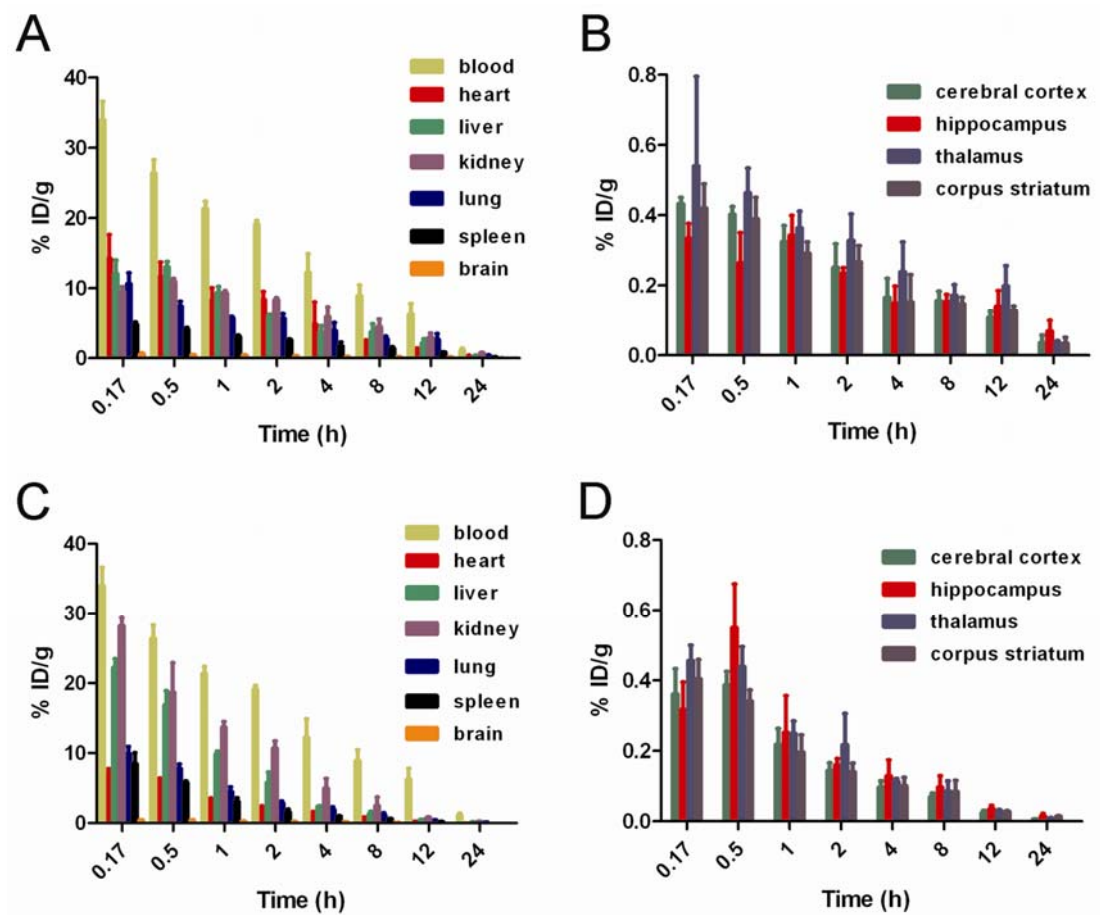 A
% ID/g
40
30
20
10
0
0.17 0.5 1 2 4 8 12 24
Time (h)
blood
heart
liver
kidney
lung
spleen
brain
B
% ID/g
0.8
0.6
0.4
0.2
0.0
0.17 0.5 1 2 4 8 12 24
Time (h)
cerebral cortex
hippocampus
thalamus
corpus striatum
C
% ID/g
40
30
20
10
0
0.17 0.5 1 2 4 8 12 24
Time (h)
blood
heart
liver
kidney
lung
spleen
brain
D
% ID/g
0.8
0.6
0.4
0.2
0.0
0.17 0.5 1 2 4 8 12 24
Time (h)
cerebral cortex
hippocampus
thalamus
corpus striatum